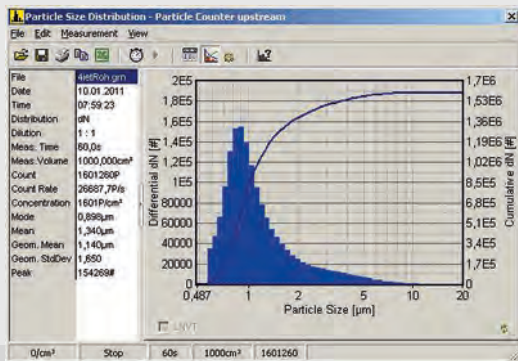 Particle Size Distribution - Particle Counter upstream
File Edit Measurement View
File 4ietRoh.grn
Date 10.01.2011
Time 07:59:23
Distribution dN
Dilution 1 : 1
Meas. Time 60,0s
Meas.Volume 1000,000cm³
Count 1601260P
Count Rate 26687,7P/s
Concentration 1601P/cm³
Mode 0,898µm
Mean 1,340µm
Geom. Mean 1,140µm
Geom. StdDev 1,650
Peak 154269#
Differential dN [#]
2E5
1,8E5
1,6E5
1,4E5
1,2E5
1E5
80000
60000
40000
20000
0
1,7E6
1,53E6
1,36E6
1,19E6
1,02E6
8,5E5
6,8E5
5,1E5
3,4E5
1,7E5
0
Cumulative dN [#]
0,487 1 2 5 10 20
Particle Size [µm]
LNVT
0/cm³ Stop 60s 1000cm³ 1601260